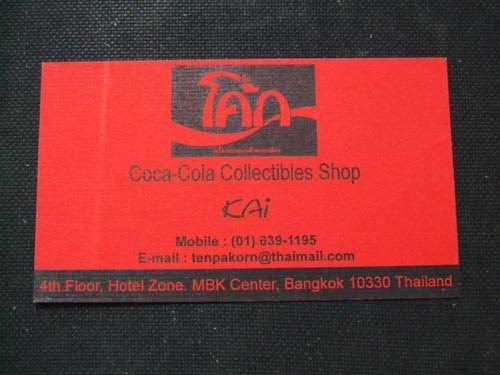 โค้ก
Coca-Cola Collectibles Shop
KAi
Mobile : (01) 639-1195
E-mail : tenpakorn@thaimail.com
4th Floor, Hotel Zone. MBK Center, Bangkok 10330 Thailand